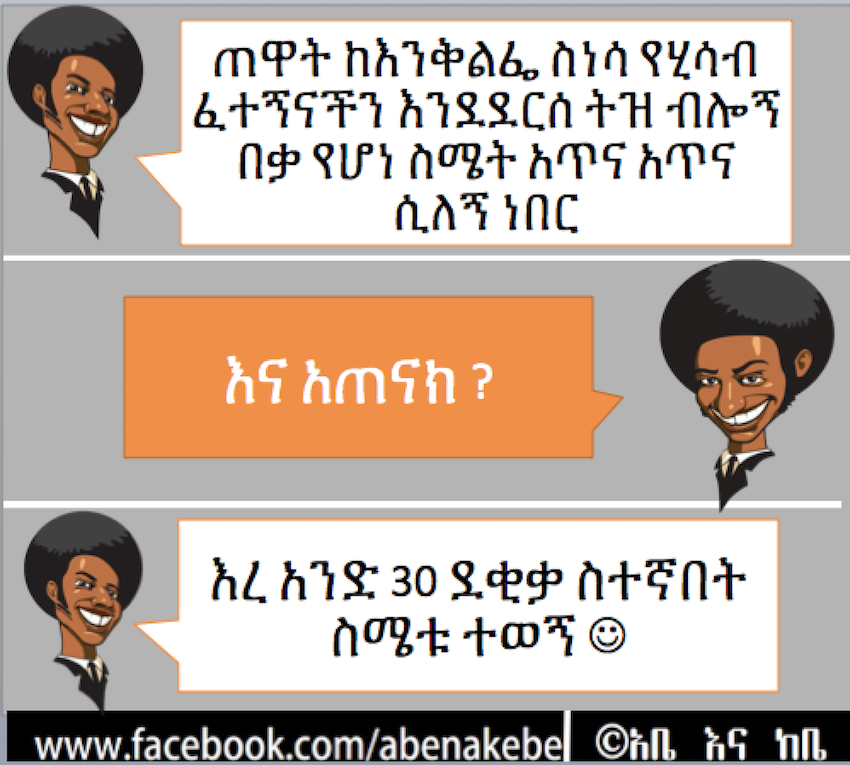 ጠዋት ከእንቅልፌ ስነሳ የሂሳብ
ፈተኝናችን እንደደርሰ ትዝ ብሎኝ
በቃ የሆነ ስሜት አጥና አጥና
ሲለኝ ነበር
እና አጠናክ ?
እረ አንድ 30 ደቂቃ ስተኛበት
ስሜቱ ተወኝ ☺
www.facebook.com/abenakebe
©አቤ እና ከቤ